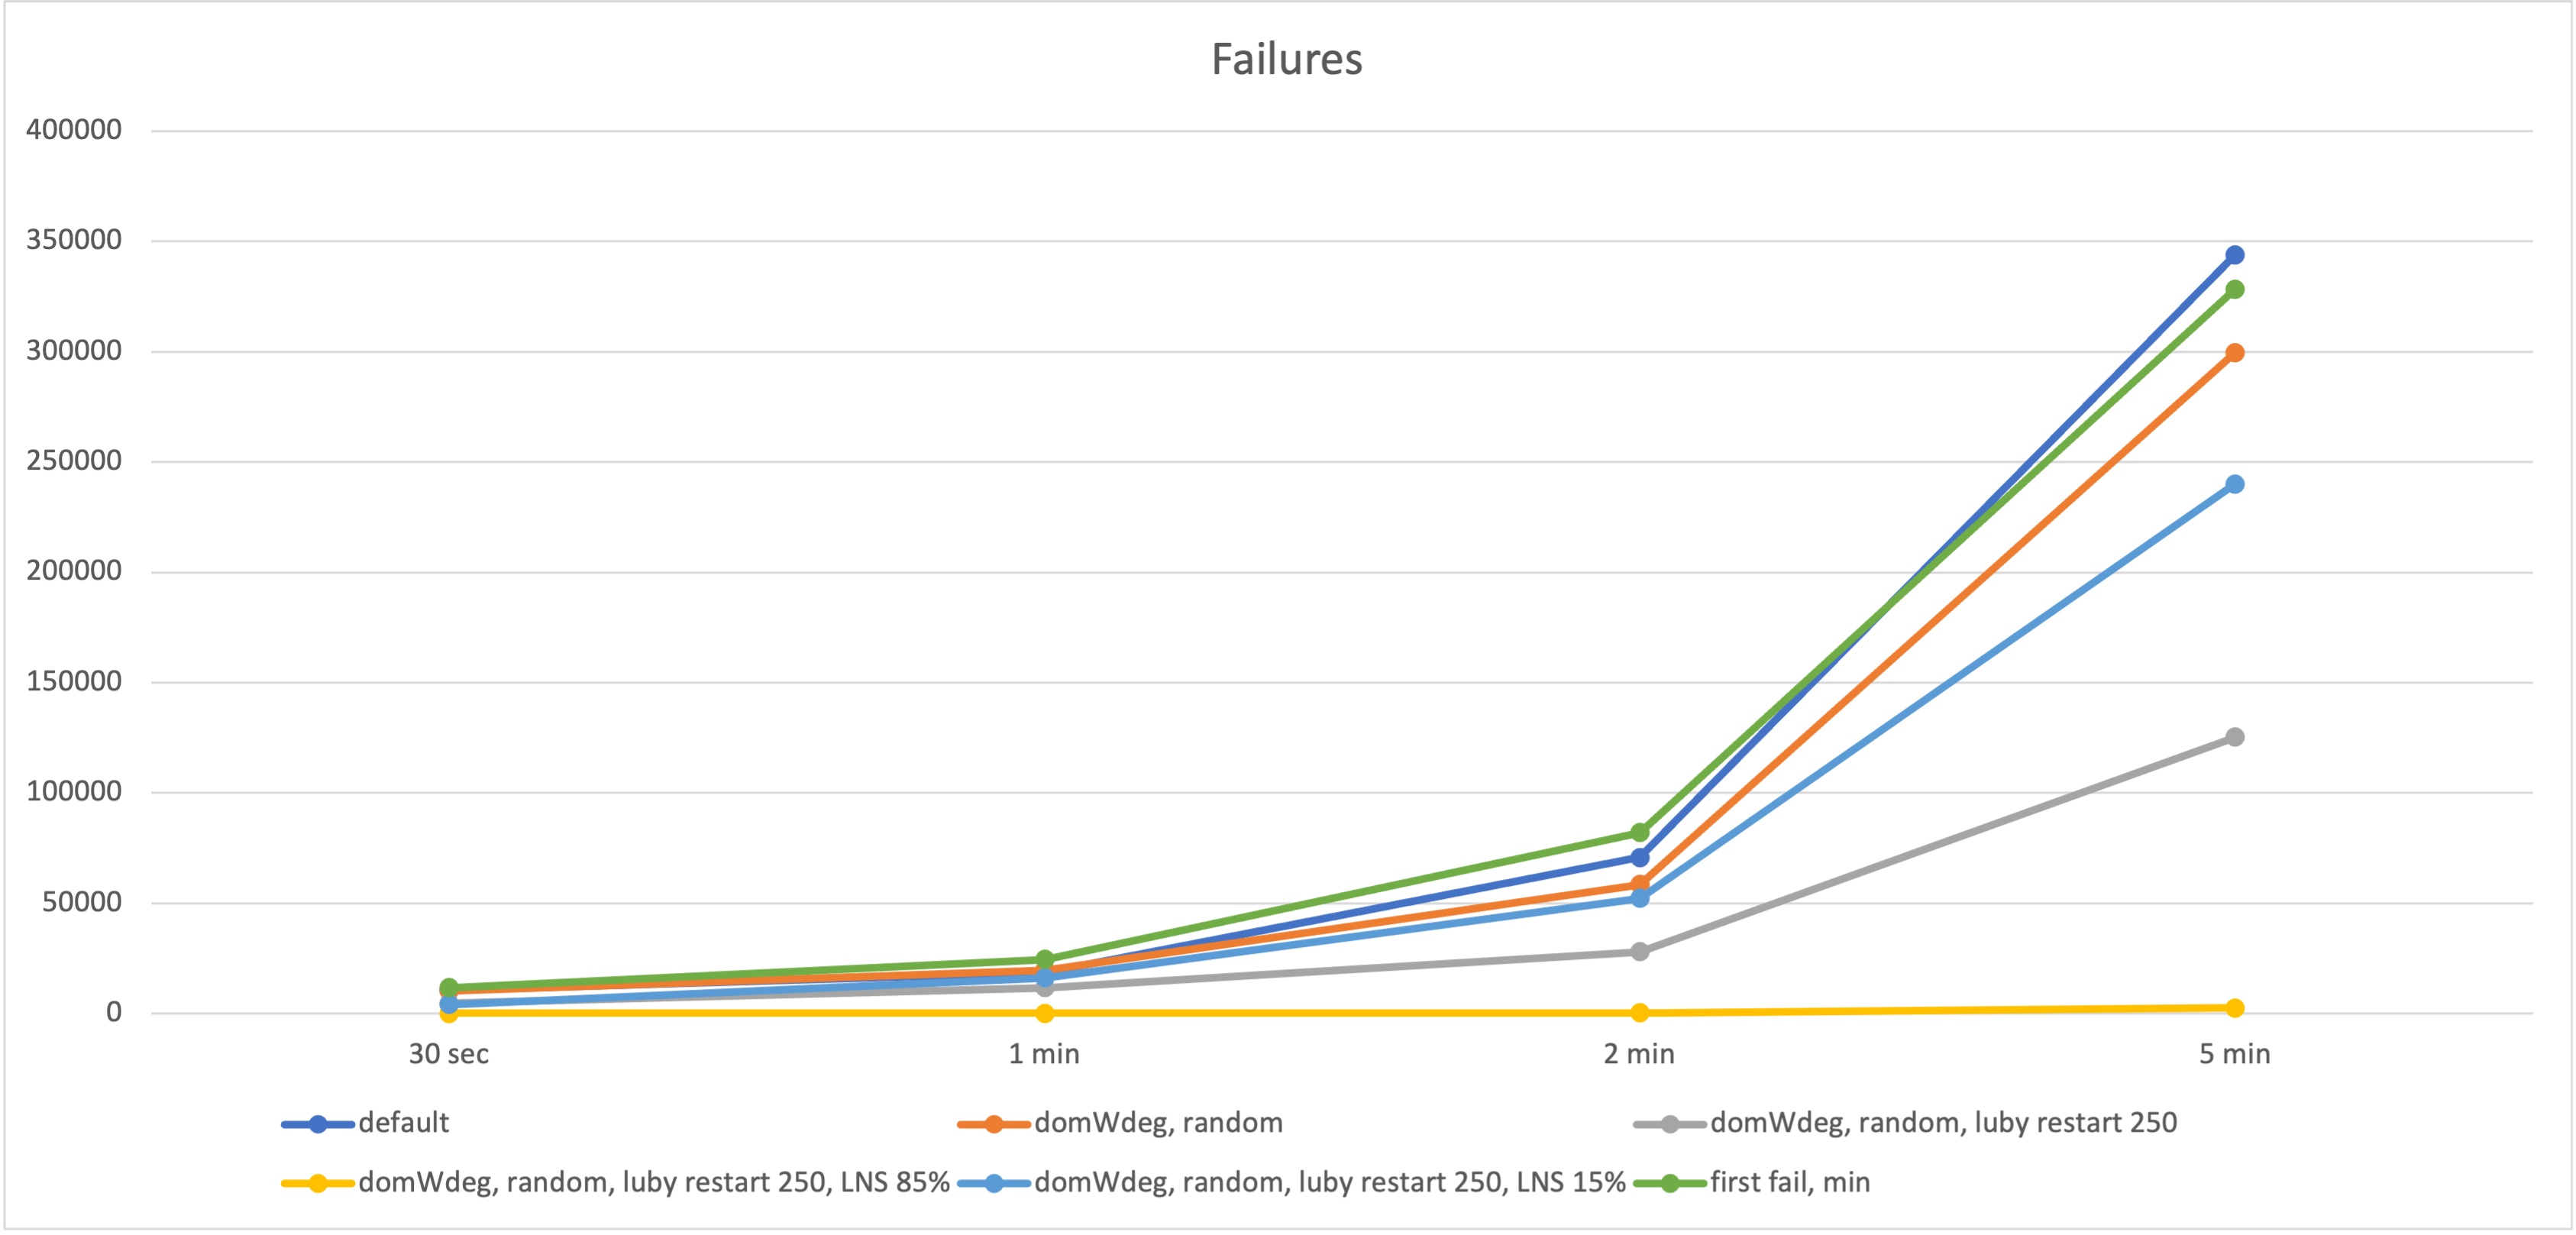 Failures
400000
350000
300000
250000
200000
150000
100000
50000
0
30 sec 1 min 2 min 5 min
default domWdeg, random domWdeg, random, luby restart 250
domWdeg, random, luby restart 250, LNS 85% domWdeg, random, luby restart 250, LNS 15% first fail, min